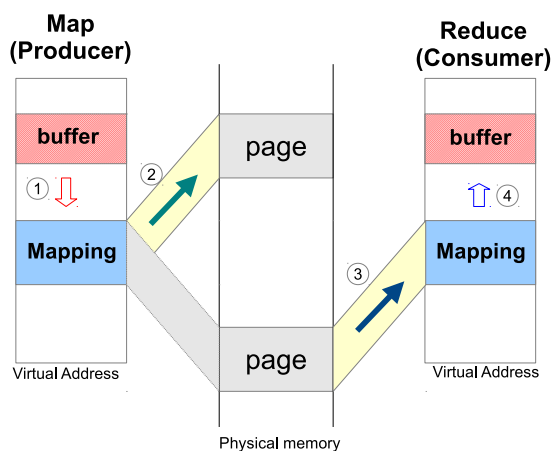 Map
(Producer)
Reduce
(Consumer)
buffer
page
buffer
1
2
4
Mapping
Mapping
3
page
Virtual Address
Virtual Address
Physical memory